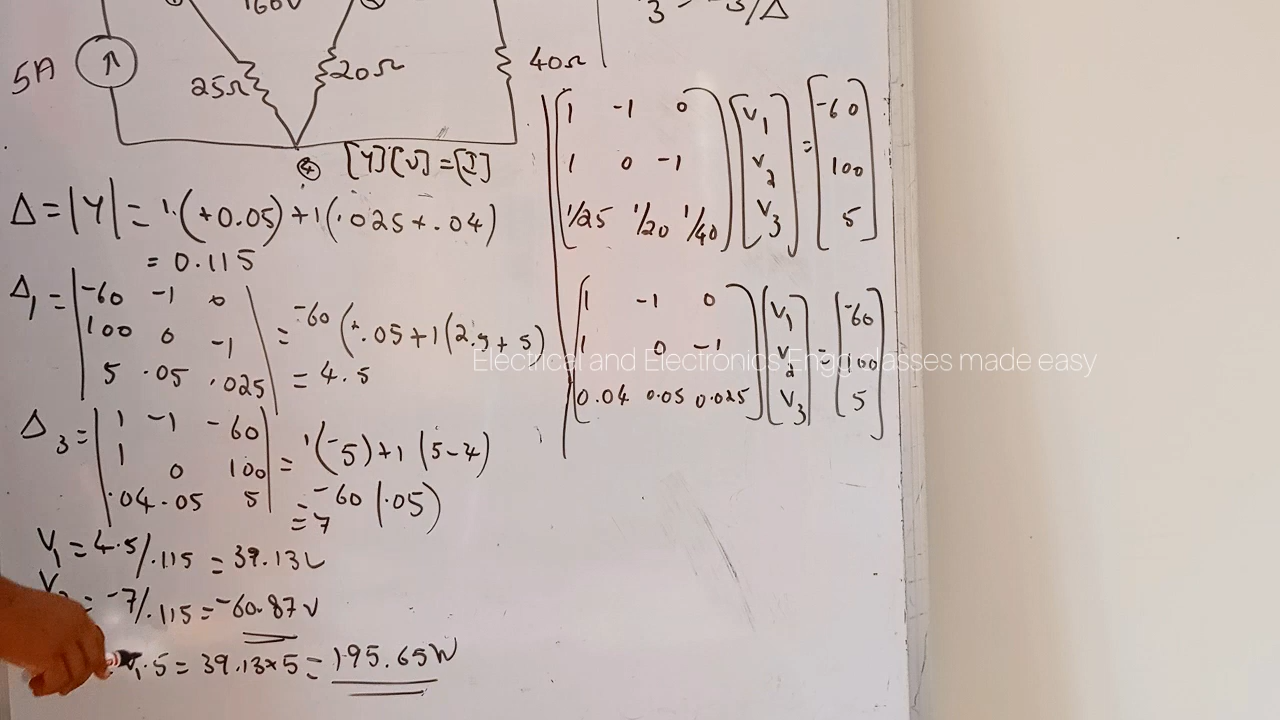 160V
3 = -3/Δ
5A
25Ω
20Ω
40Ω
④ [Y][V]=[I]
1 -1 0 V1 -60
1 0 -1 V2 = 100
1/25 1/20 1/40 V3 5
Δ=|Y|= 1.(+0.05)+1(.025+.04)
= 0.115
Δ1 = -60 -1 0
100 0 -1 = -60(+.05+1(2.5+5)
5 .05 .025 = 4.5
1 -1 0 V1 -60
1 0 -1 V2 = 100
0.04 0.05 0.025 V3 5
Electrical and Electronics Engg classes made easy
Δ3 = 1 -1 -60
1 0 100 = 1(-5)+1(5-4)
.04 .05 5 -60(.05)
= -7
V1 = 4.5/.115 = 39.13V
= -7/.115 = -60.87V
V1.5 = 39.13×5 = 195.65W